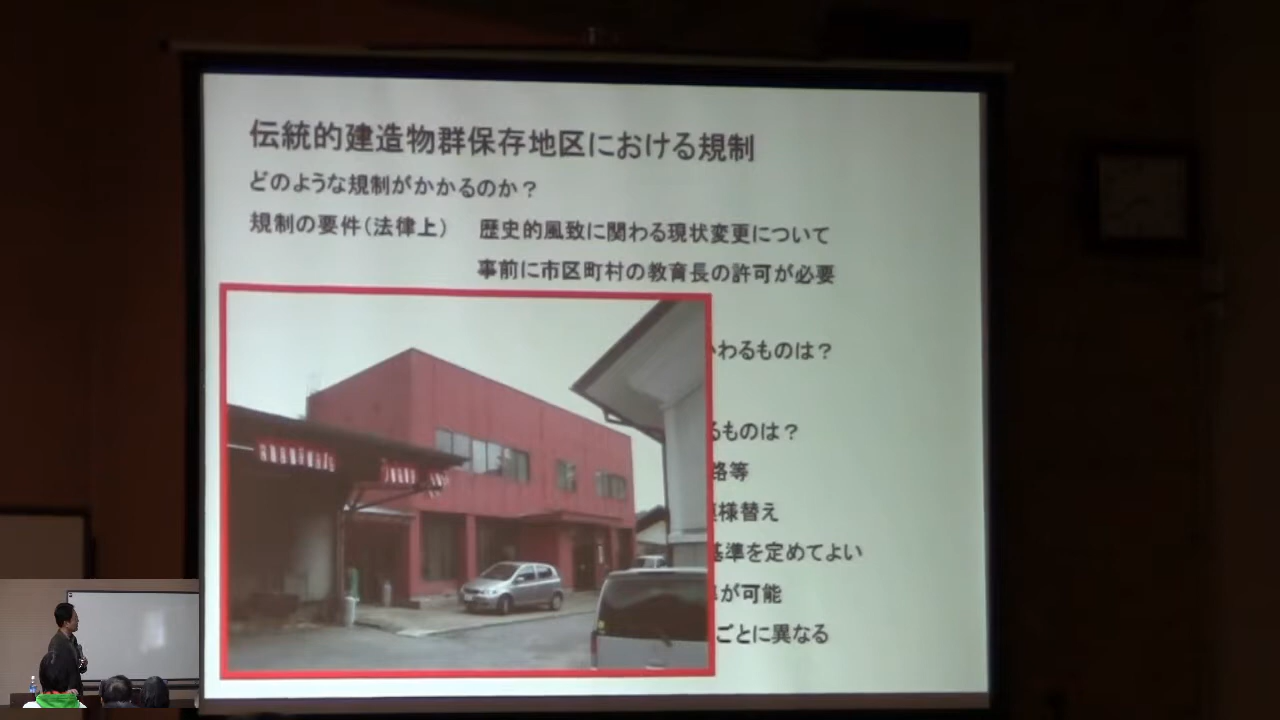 伝統的建造物群保存地区における規制
どのような規制がかかるのか？
規制の要件（法律上）　歴史的風致に関わる現状変更について
事前に市区町村の教育長の許可が必要
わるものは？
るものは？
路等
模様替え
基準を定めてよい
が可能
ごとに異なる